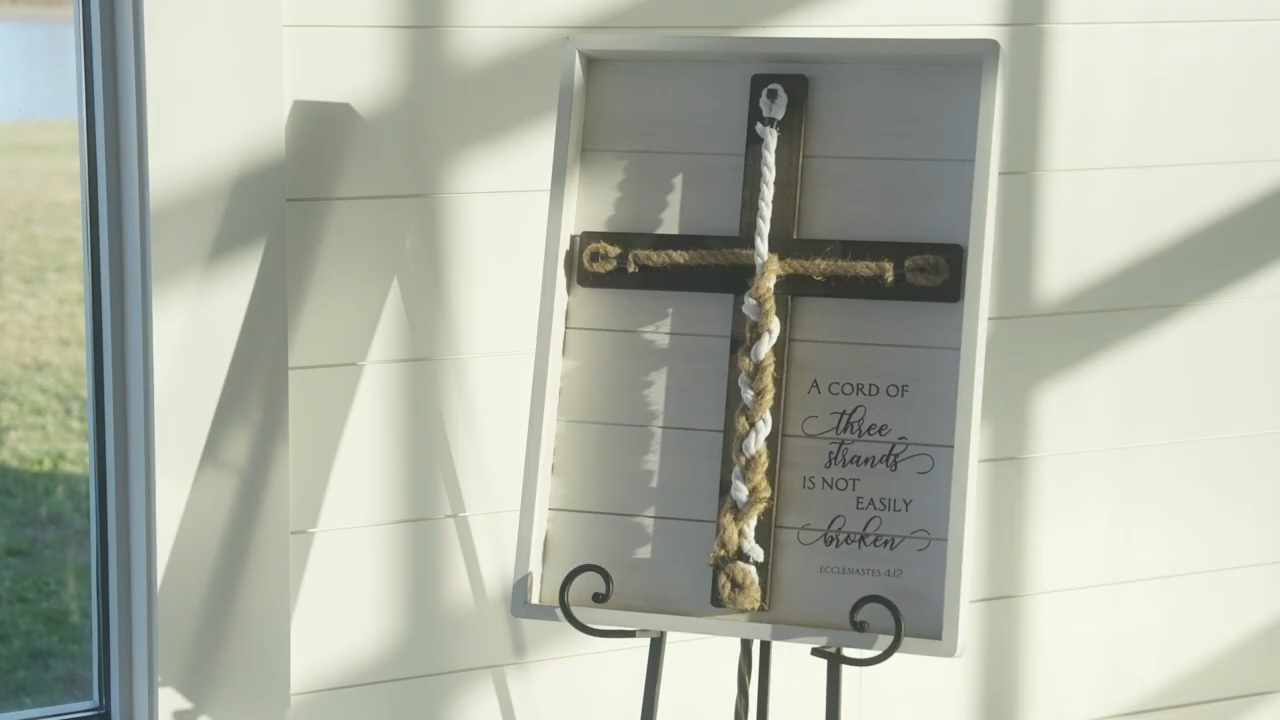 A CORD OF
three
strands
IS NOT
EASILY
broken
ECCLESIASTES 4:12